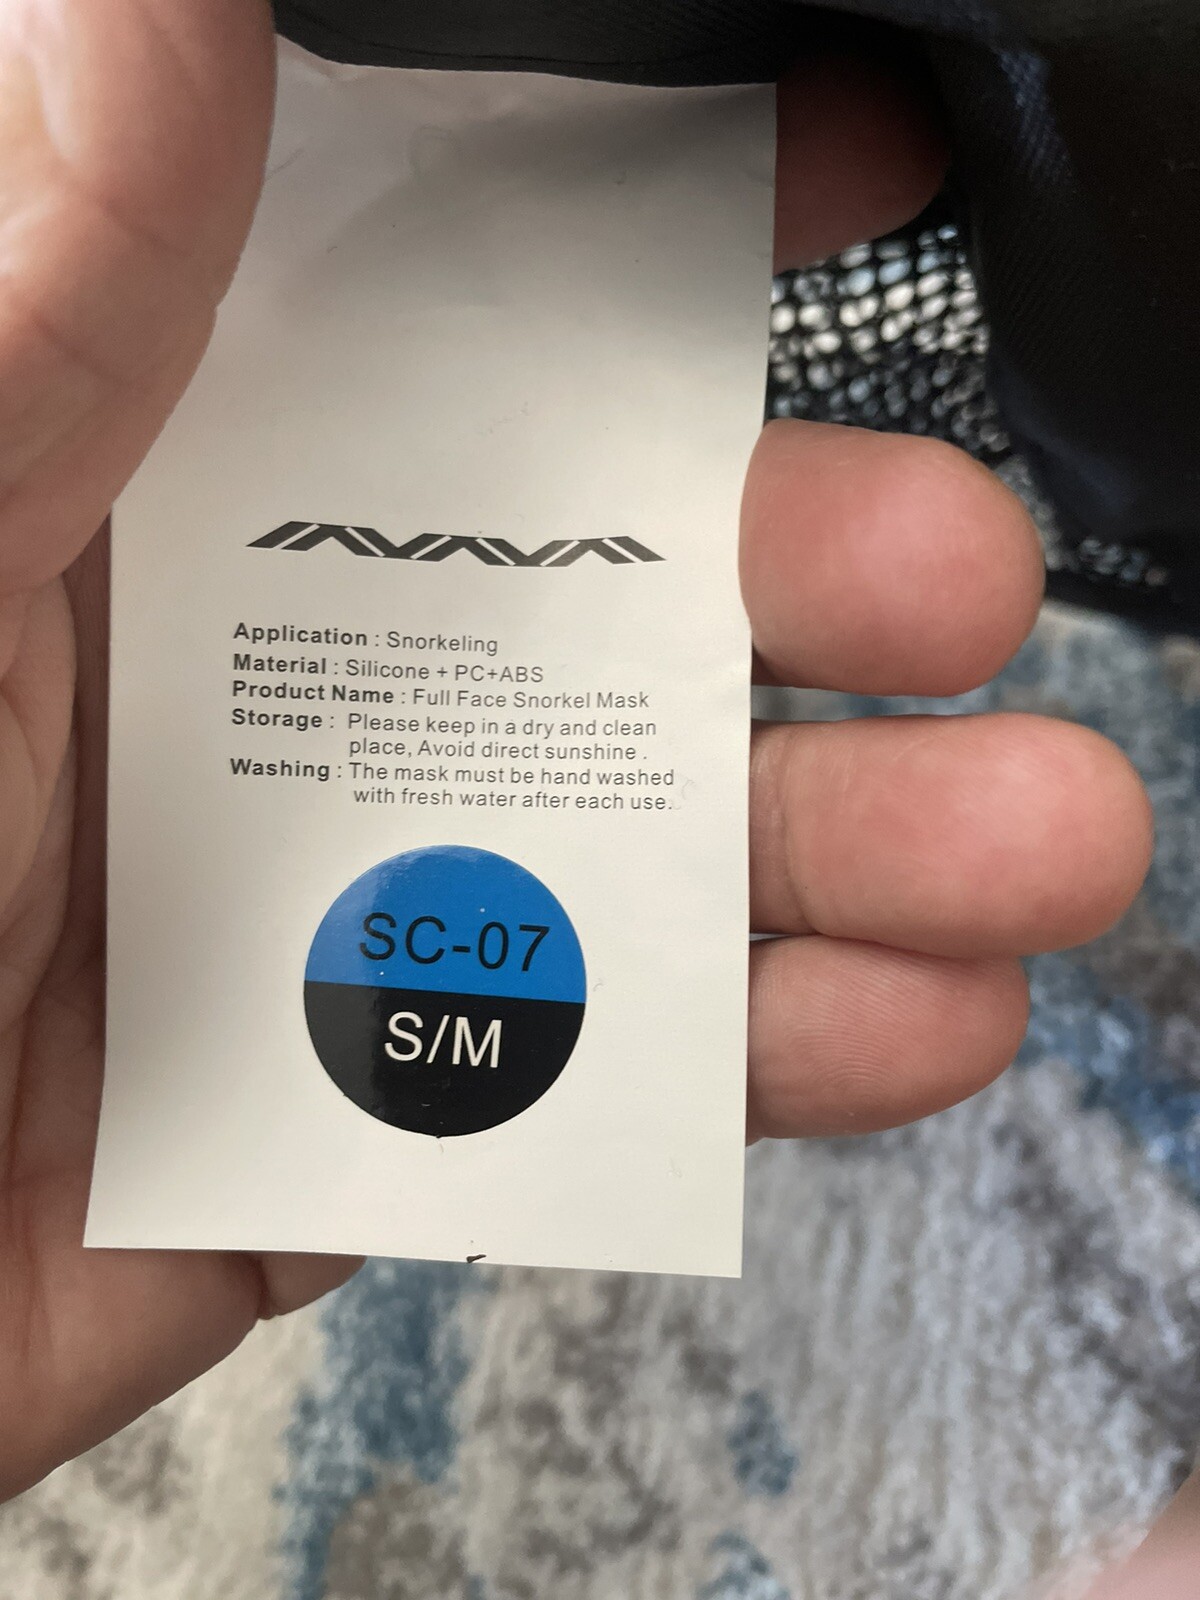 Application : Snorkeling
Material : Silicone + PC+ABS
Product Name : Full Face Snorkel Mask
Storage : Please keep in a dry and clean
place, Avoid direct sunshine .
Washing : The mask must be hand washed
with fresh water after each use.
SC-07
S/M